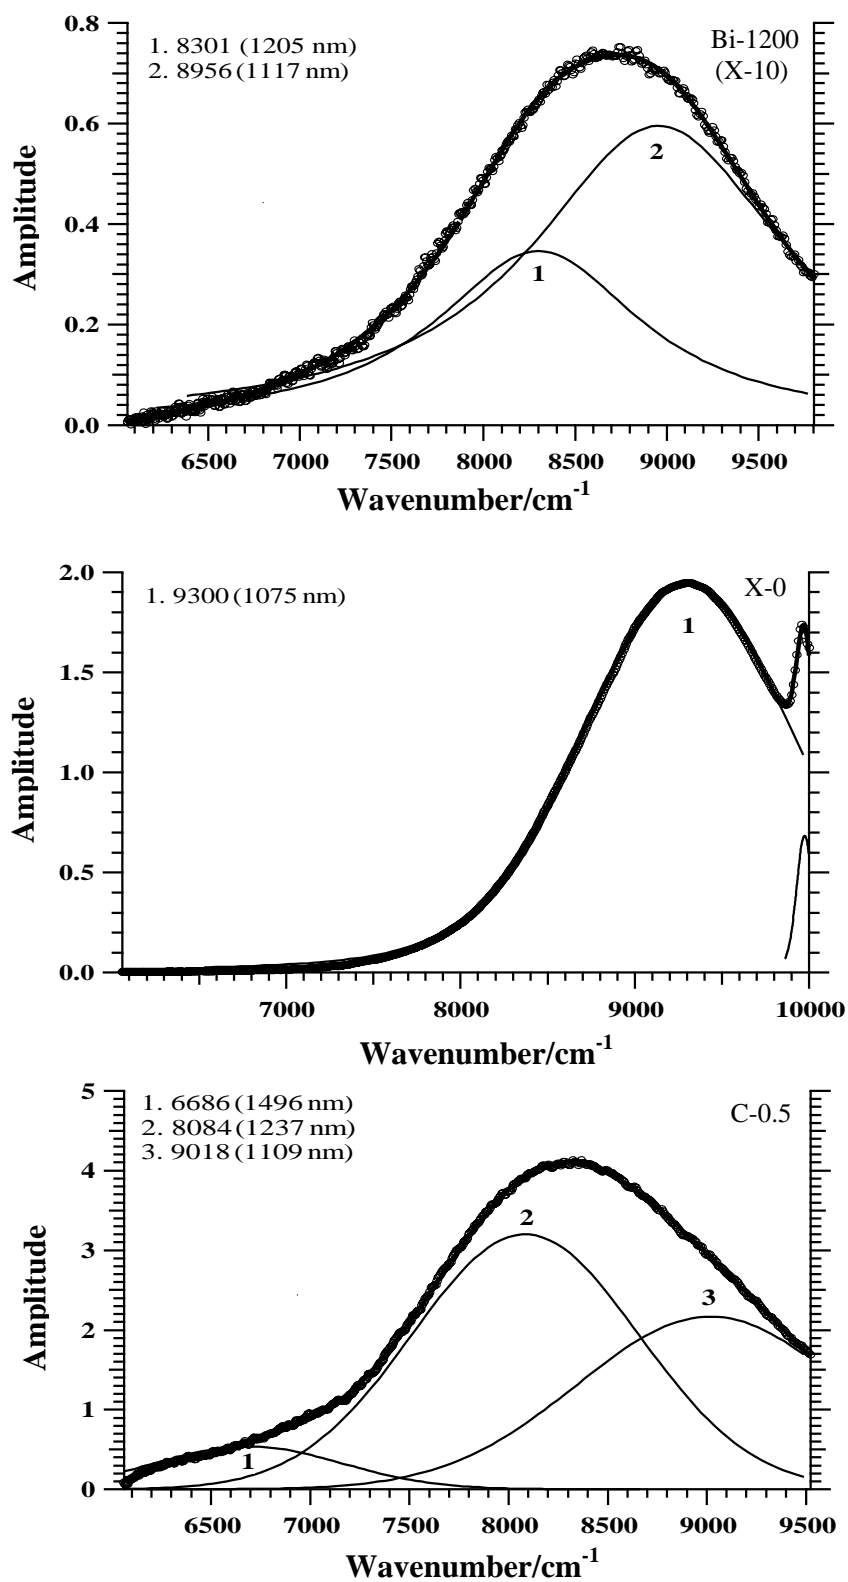 1. 8301 (1205 nm)
2. 8956 (1117 nm)
Bi-1200
(X-10)
0.8
0.6
0.4
0.2
0.0
Amplitude
2
1
6500 7000 7500 8000 8500 9000 9500
Wavenumber/cm-1
1. 9300 (1075 nm)
X-0
2.0
1.5
1.0
0.5
0.0
Amplitude
1
7000 8000 9000 10000
Wavenumber/cm-1
1. 6686 (1496 nm)
2. 8084 (1237 nm)
3. 9018 (1109 nm)
C-0.5
5
4
3
2
1
0
Amplitude
2
3
1
6500 7000 7500 8000 8500 9000 9500
Wavenumber/cm-1